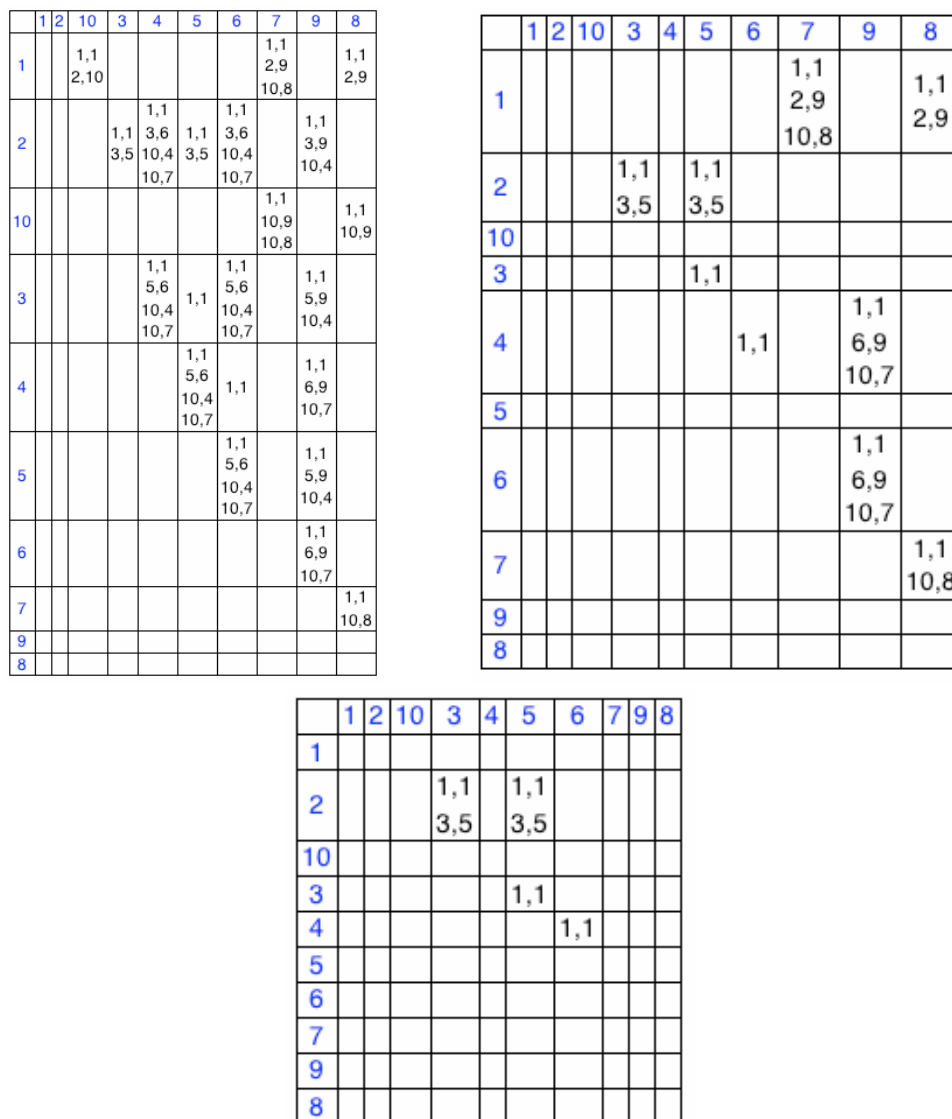 1 2 10 3 4 5 6 7 9 8
1 1,1 1,1 1,1
2,10 2,9 2,9
10,8
2 1,1 1,1 1,1 1,1 1,1
3,5 3,6 3,5 3,6 3,9
10,4 10,4 10,4
10,7 10,7
10 1,1 1,1
10,9 10,9
10,8
3 1,1 1,1 1,1 1,1
5,6 5,6 5,9
10,4 10,4 10,4
10,7 10,7
4 1,1 1,1 1,1
5,6 6,9
10,4 10,7
10,7
5 1,1 1,1
5,6 5,9
10,4 10,4
10,7
6 1,1
6,9
10,7
7 1,1
10,8
9
8
1 2 10 3 4 5 6 7 9 8
1 1,1 1,1
2,9 2,9
10,8
2 1,1 1,1
3,5 3,5
10
3 1,1
4 1,1 1,1
6,9
10,7
5
6 1,1
6,9
10,7
7 1,1
10,8
9
8
1 2 10 3 4 5 6 7 9 8
1
2 1,1 1,1
3,5 3,5
10
3 1,1
4 1,1
5
6
7
9
8